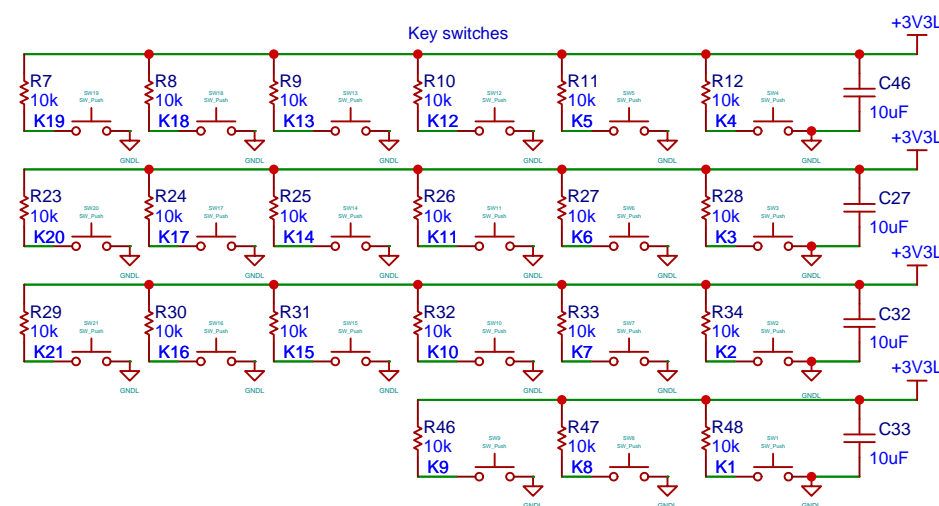 Key switches
+3V3L
R7 R8 R9 R10 R11 R12 C46
10k 10k 10k 10k 10k 10k 10uF
SW19 SW18 SW13 SW12 SW5 SW4
SW_Push SW_Push SW_Push SW_Push SW_Push SW_Push
K19 K18 K13 K12 K5 K4
GNDL GNDL GNDL GNDL GNDL GNDL
+3V3L
R23 R24 R25 R26 R27 R28 C27
10k 10k 10k 10k 10k 10k 10uF
SW20 SW17 SW14 SW11 SW6 SW3
SW_Push SW_Push SW_Push SW_Push SW_Push SW_Push
K20 K17 K14 K11 K6 K3
GNDL GNDL GNDL GNDL GNDL GNDL
+3V3L
R29 R30 R31 R32 R33 R34 C32
10k 10k 10k 10k 10k 10k 10uF
SW21 SW16 SW15 SW10 SW7 SW2
SW_Push SW_Push SW_Push SW_Push SW_Push SW_Push
K21 K16 K15 K10 K7 K2
GNDL GNDL GNDL GNDL GNDL GNDL
+3V3L
R46 R47 R48 C33
10k 10k 10k 10uF
SW9 SW8 SW1
SW_Push SW_Push SW_Push
K9 K8 K1
GNDL GNDL GNDL